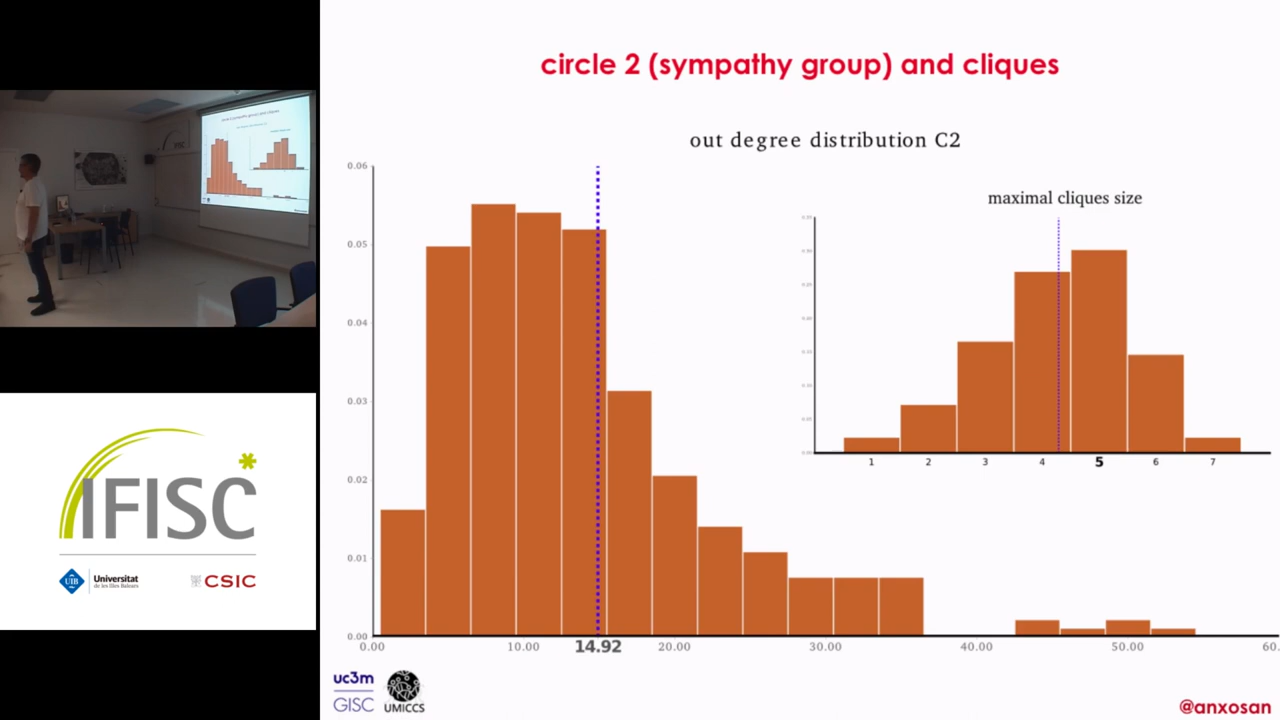 circle 2 (sympathy group) and cliques
out degree distribution C2
0.06
0.05
0.04
0.03
0.02
0.01
0.00
0.00 10.00 14.92 20.00 30.00 40.00 50.00 60.
maximal cliques size
1 2 3 4 5 6 7
IFISC
UIB Universitat
de les Illes Balears
CSIC
uc3m
GISC UMICCS
@anxosan